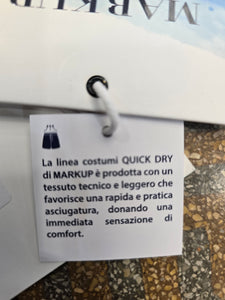 MARKUP
La linea costumi QUICK DRY
di MARKUP è prodotta con un
tessuto tecnico e leggero che
favorisce una rapida e pratica
asciugatura, donando una
immediata sensazione di
comfort.